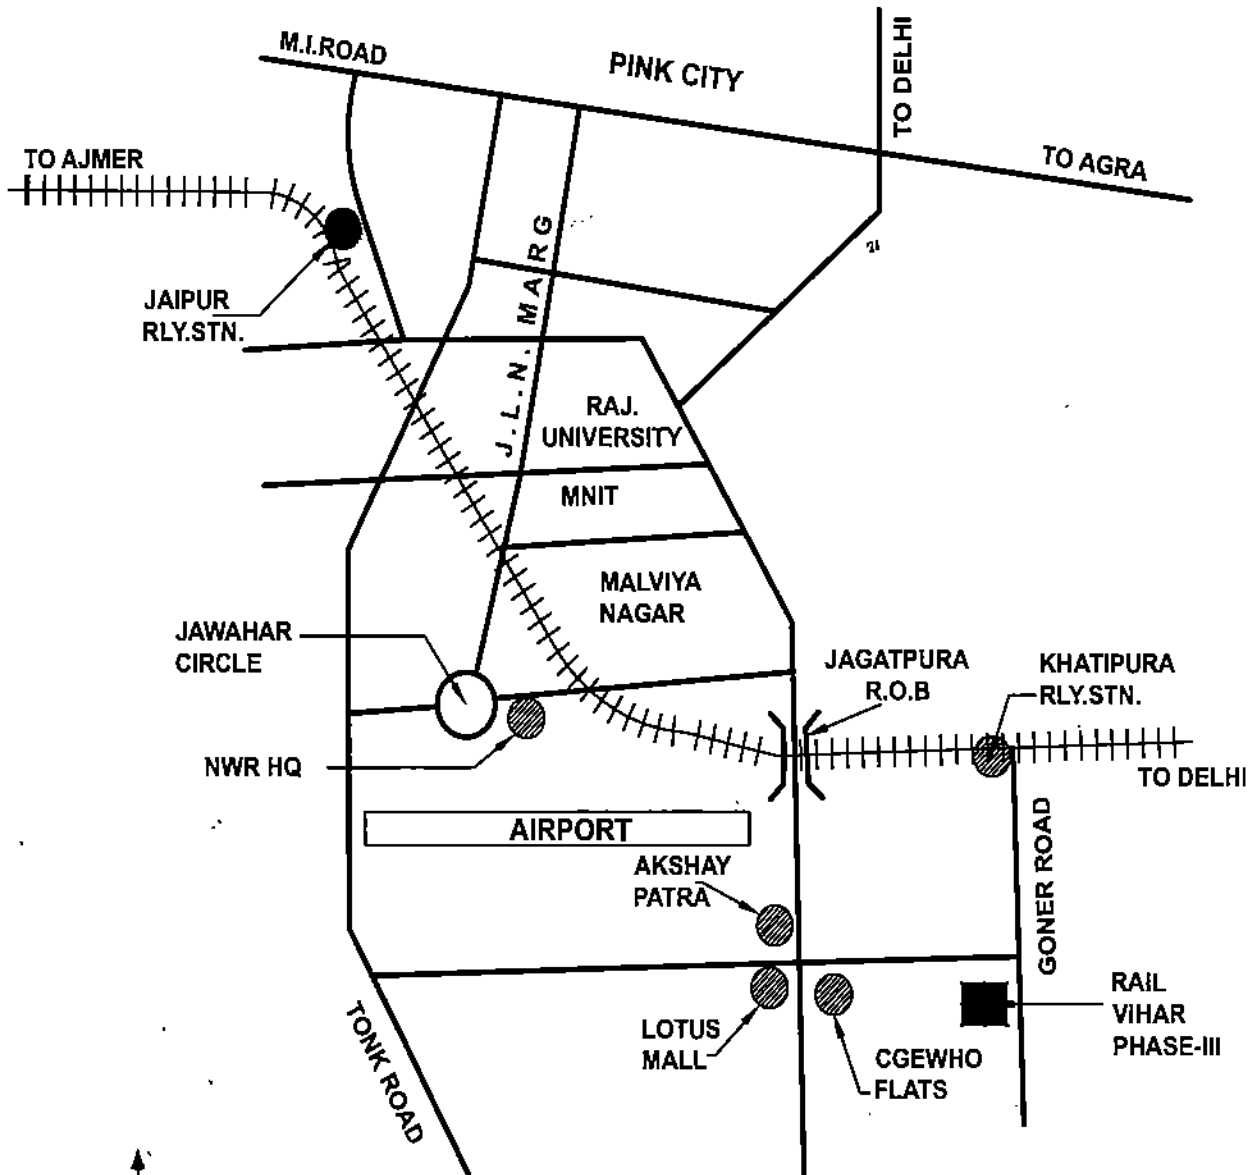 M.I.ROAD
PINK CITY
TO DELHI
TO AJMER
TO AGRA
JAIPUR
RLY.STN.
J.L.N. MARG
RAJ.
UNIVERSITY
MNIT
MALVIYA
NAGAR
JAWAHAR
CIRCLE
JAGATPURA
R.O.B
KHATIPURA
RLY.STN.
NWR HQ
TO DELHI
AIRPORT
AKSHAY
PATRA
GONER ROAD
LOTUS
MALL
CGEWHO
FLATS
RAIL
VIHAR
PHASE-III
TONK ROAD